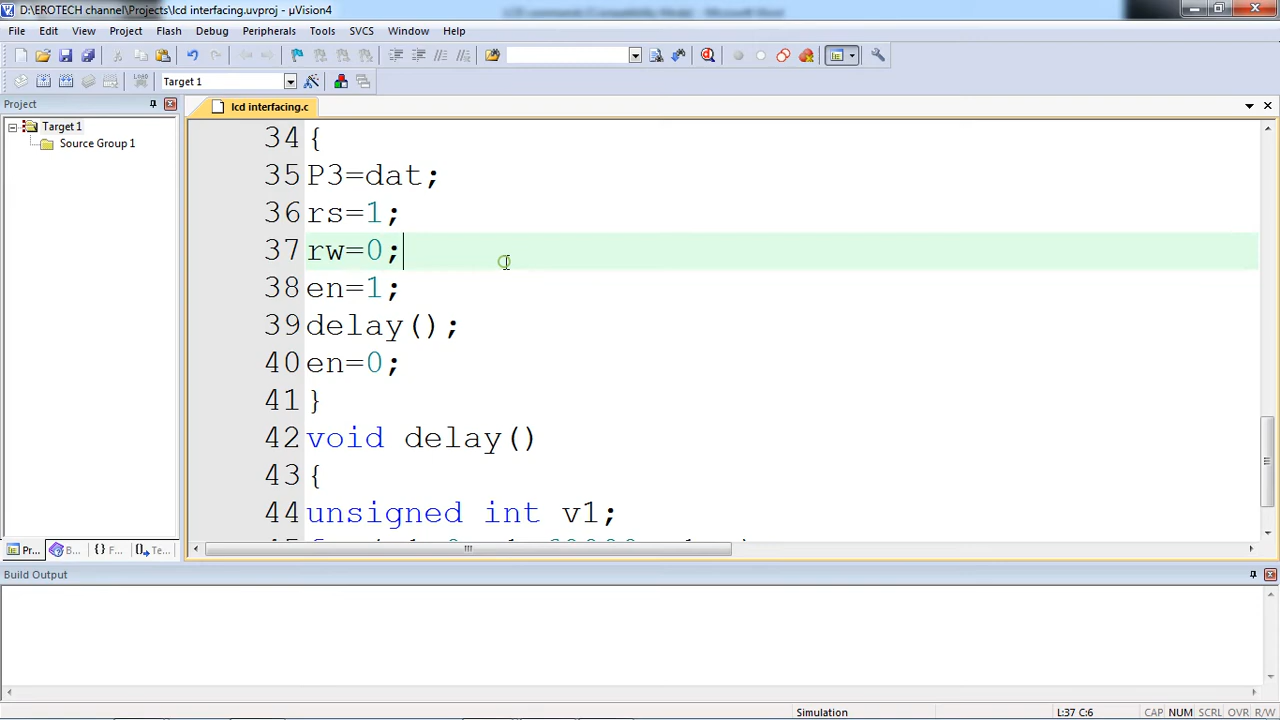 D:\EROTECH channel\Projects\lcd interfacing.uvproj - µVision4
File Edit View Project Flash Debug Peripherals Tools SVCS Window Help
LOAD Target 1
Project
lcd interfacing.c
Target 1
Source Group 1
34 {
35 P3=dat;
36 rs=1;
37 rw=0;
38 en=1;
39 delay();
40 en=0;
41 }
42 void delay()
43 {
44 unsigned int v1;
Pr... B... {} F... Te...
Build Output
Simulation L:37 C:6 CAP NUM SCRL OVR R/W